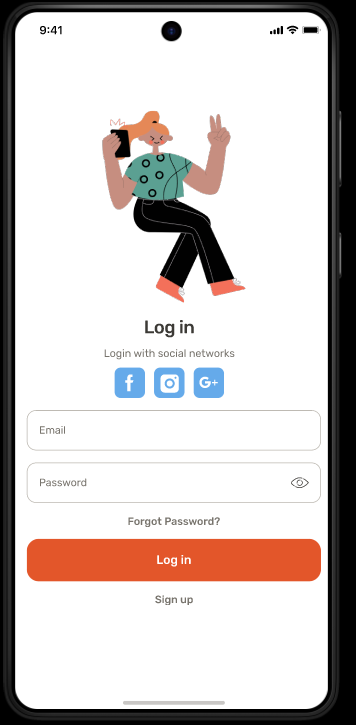 9:41
Log in
Login with social networks
f
G+
Email
Password
Forgot Password?
Log in
Sign up